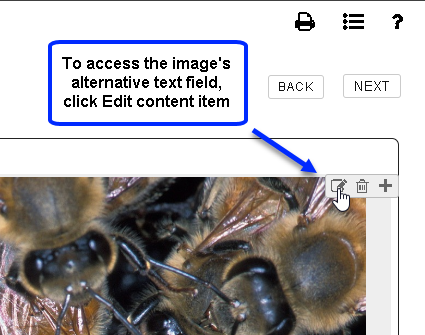 ?
To access the image's
alternative text field,
click Edit content item
BACK NEXT